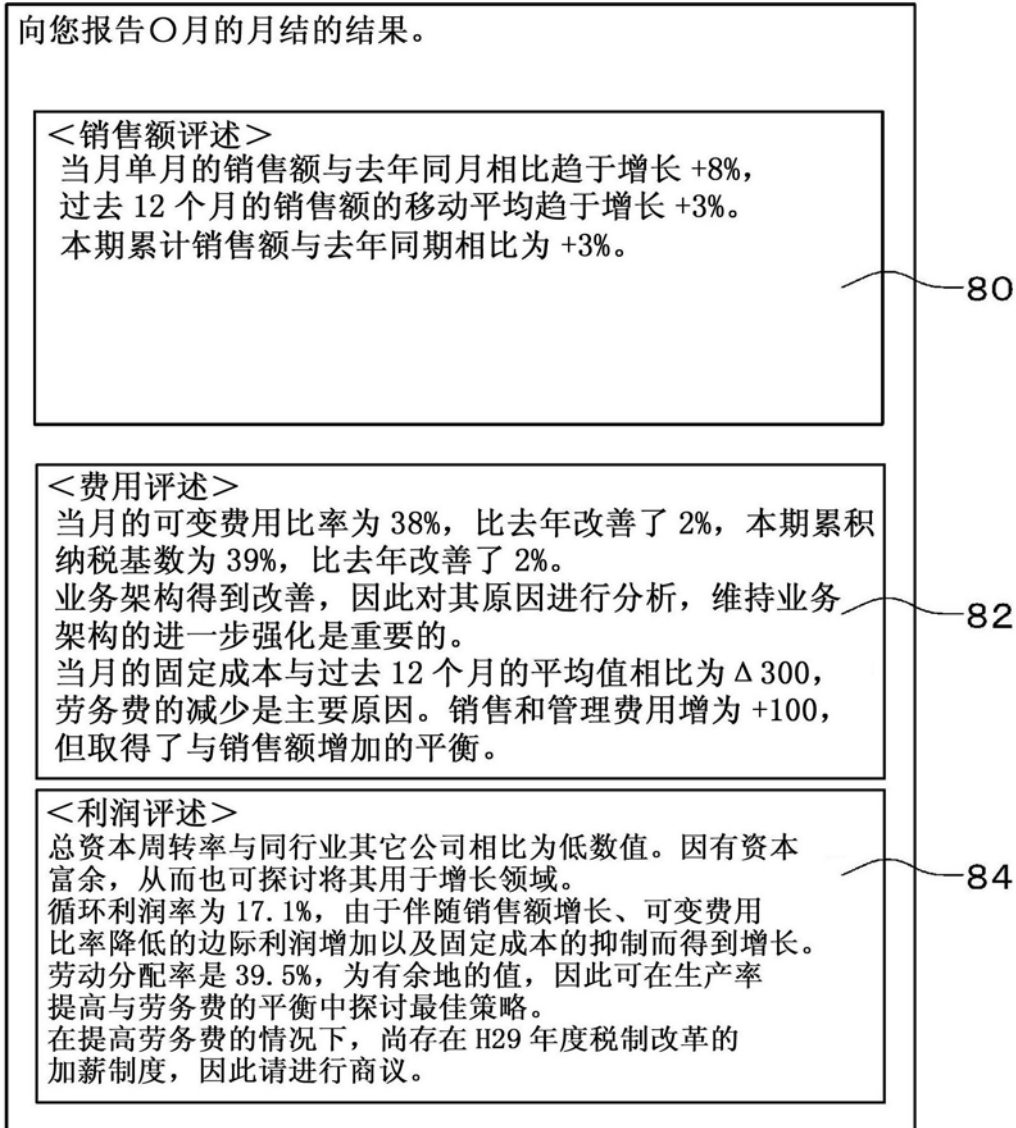 向您报告〇月的月结的结果。
＜销售额评述＞
当月单月的销售额与去年同月相比趋于增长 +8%，
过去 12 个月的销售额的移动平均趋于增长 +3%。
本期累计销售额与去年同期相比为 +3%。
80
＜费用评述＞
当月的可变费用比率为 38%，比去年改善了 2%，本期累积
纳税基数为 39%，比去年改善了 2%。
业务架构得到改善，因此对其原因进行分析，维持业务
架构的进一步强化是重要的。
当月的固定成本与过去 12 个月的平均值相比为 Δ300，
劳务费的减少是主要原因。销售和管理费用增为 +100，
但取得了与销售额增加的平衡。
82
＜利润评述＞
总资本周转率与同行业其它公司相比为低数值。因有资本
富余，从而也可探讨将其用于增长领域。
循环利润率为 17.1%，由于伴随销售额增长、可变费用
比率降低的边际利润增加以及固定成本的抑制而得到增长。
劳动分配率是 39.5%，为有余地的值，因此可在生产率
提高与劳务费的平衡中探讨最佳策略。
在提高劳务费的情况下，尚存在 H29 年度税制改革的
加薪制度，因此请进行商议。
84